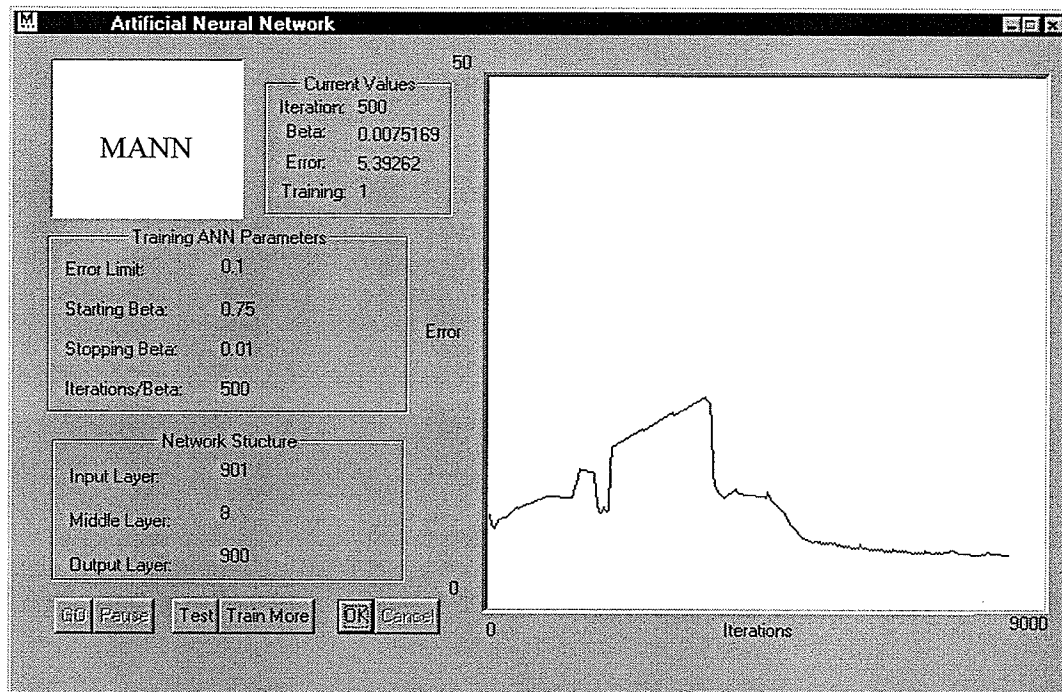 Artificial Neural Network
MANN
Current Values
Iteration: 500
Beta: 0.0075169
Error: 5.39262
Training: 1
Training ANN Parameters
Error Limit: 0.1
Starting Beta: 0.75
Stopping Beta: 0.01
Iterations/Beta: 500
Network Stucture
Input Layer: 901
Middle Layer: 8
Output Layer: 900
GO Pause Test Train More OK Cancel
50
Error
0
0 Iterations 9000